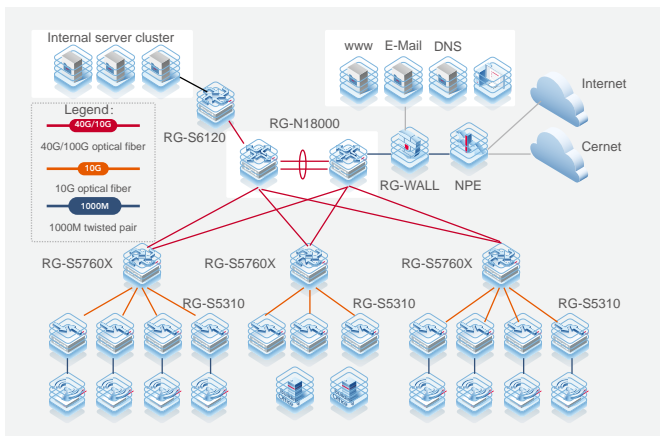 Internal server cluster
www
E-Mail
DNS
Internet
Legend:
40G/10G
40G/100G optical fiber
10G
10G optical fiber
1000M
1000M twisted pair
RG-S6120
RG-N18000
RG-WALL
NPE
Cernet
RG-S5760X
RG-S5760X
RG-S5760X
RG-S5310
RG-S5310
RG-S5310